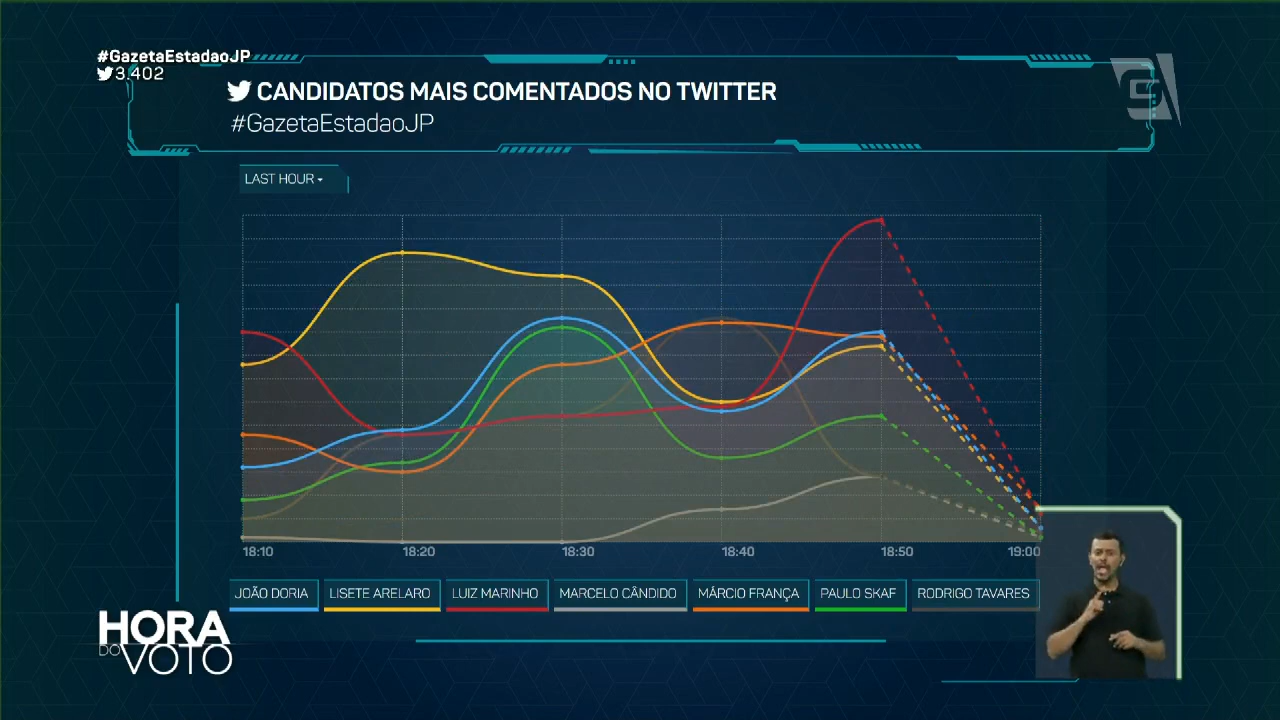 #GazetaEstadaoJP
3.402
CANDIDATOS MAIS COMENTADOS NO TWITTER
#GazetaEstadaoJP
LAST HOUR
18:10 18:20 18:30 18:40 18:50 19:00
JOÃO DORIA LISETE ARELARO LUIZ MARINHO MARCELO CÂNDIDO MÁRCIO FRANÇA PAULO SKAF RODRIGO TAVARES
HORA
DO VOTO